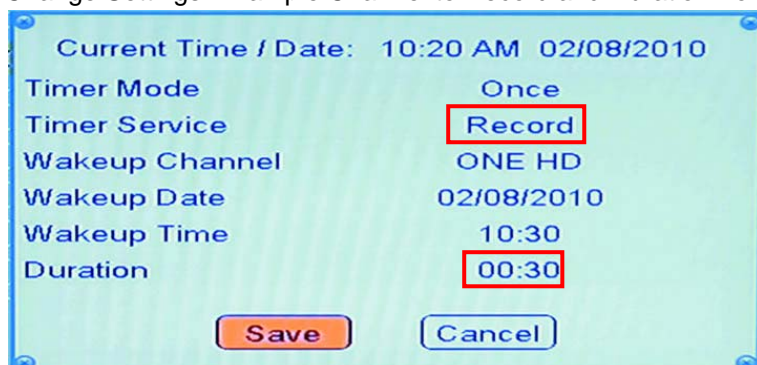 Current Time / Date: 10:20 AM 02/08/2010
Timer Mode Once
Timer Service Record
Wakeup Channel ONE HD
Wakeup Date 02/08/2010
Wakeup Time 10:30
Duration 00:30
Save Cancel